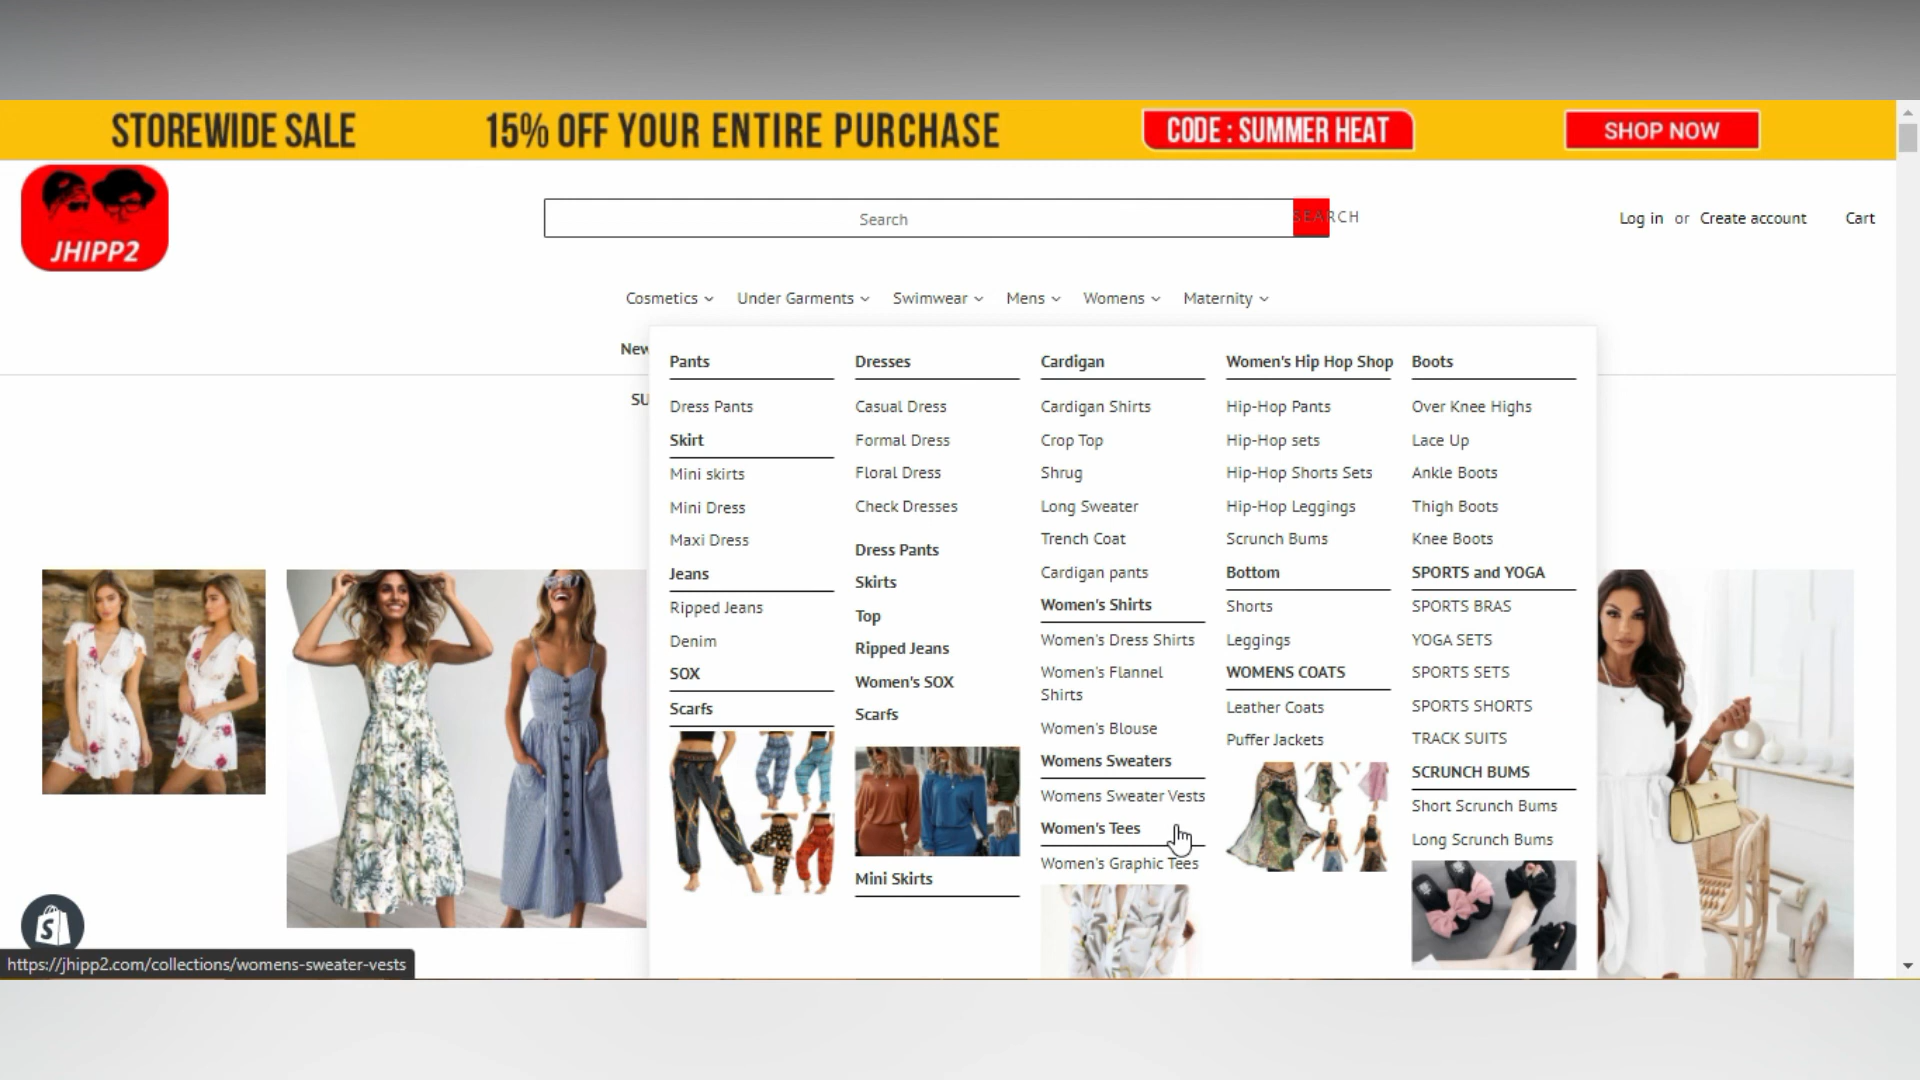 STOREWIDE SALE
15% OFF YOUR ENTIRE PURCHASE
CODE : SUMMER HEAT
SHOP NOW
JHIPP2
Search
SEARCH
Log in or Create account
Cart
Cosmetics
Under Garments
Swimwear
Mens
Womens
Maternity
New
SU
Pants
Dress Pants
Skirt
Mini skirts
Mini Dress
Maxi Dress
Jeans
Ripped Jeans
Denim
SOX
Scarfs
Dresses
Casual Dress
Formal Dress
Floral Dress
Check Dresses
Dress Pants
Skirts
Top
Ripped Jeans
Women's SOX
Scarfs
Mini Skirts
Cardigan
Cardigan Shirts
Crop Top
Shrug
Long Sweater
Trench Coat
Cardigan pants
Women's Shirts
Women's Dress Shirts
Women's Flannel
Shirts
Women's Blouse
Womens Sweaters
Womens Sweater Vests
Women's Tees
Women's Graphic Tees
Women's Hip Hop Shop
Hip-Hop Pants
Hip-Hop sets
Hip-Hop Shorts Sets
Hip-Hop Leggings
Scrunch Bums
Bottom
Shorts
Leggings
WOMENS COATS
Leather Coats
Puffer Jackets
Boots
Over Knee Highs
Lace Up
Ankle Boots
Thigh Boots
Knee Boots
SPORTS and YOGA
SPORTS BRAS
YOGA SETS
SPORTS SETS
SPORTS SHORTS
TRACK SUITS
SCRUNCH BUMS
Short Scrunch Bums
Long Scrunch Bums
S
https://jhipp2.com/collections/womens-sweater-vests